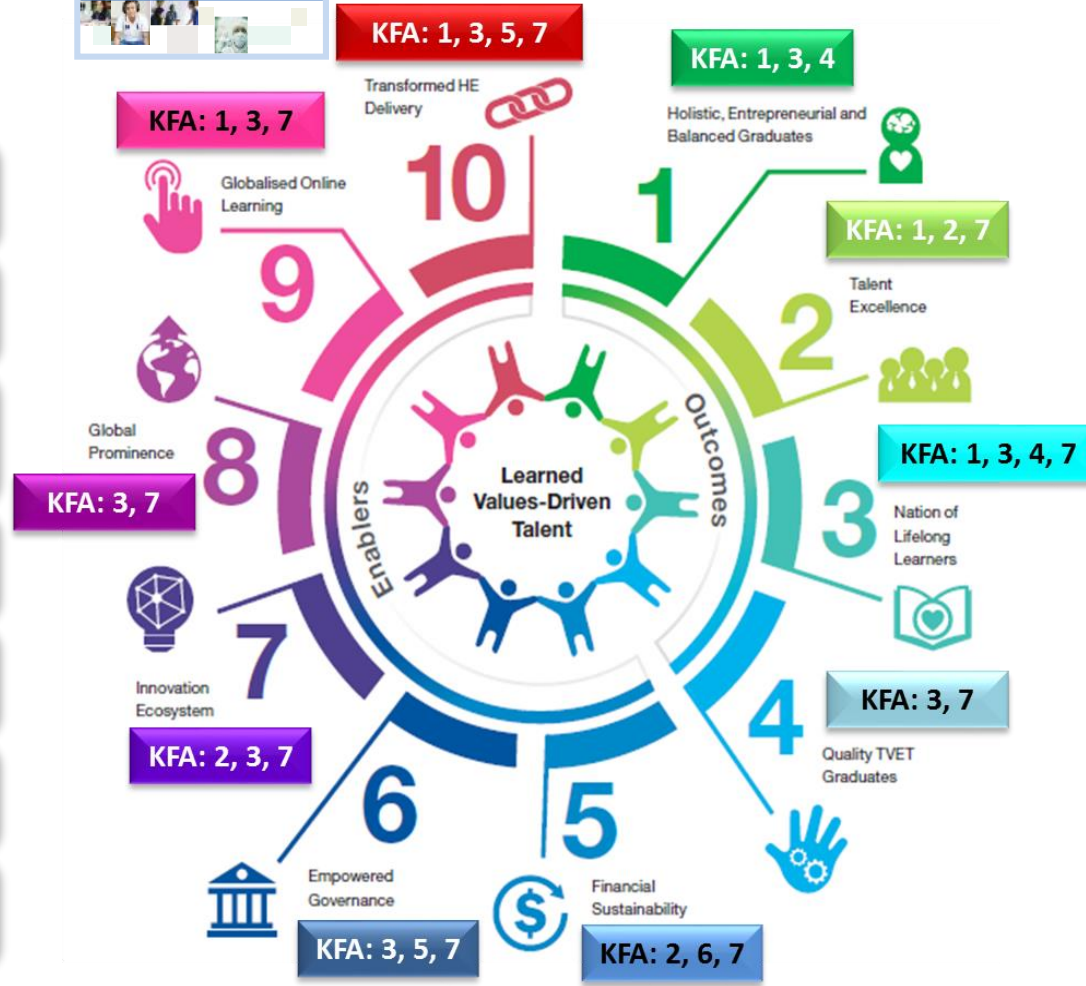 KFA: 1, 3, 5, 7
Transformed HE
Delivery
10
KFA: 1, 3, 4
Holistic, Entrepreneurial and
Balanced Graduates
1
KFA: 1, 2, 7
Talent
Excellence
2
KFA: 1, 3, 4, 7
Nation of
Lifelong
Learners
3
KFA: 3, 7
Quality TVET
Graduates
4
Financial
Sustainability
5
KFA: 2, 6, 7
Empowered
Governance
6
KFA: 3, 5, 7
Innovation
Ecosystem
7
KFA: 2, 3, 7
Global
Prominence
8
KFA: 3, 7
KFA: 1, 3, 7
Globalised Online
Learning
9
Enablers
Outcomes
Learned
Values-Driven
Talent
$